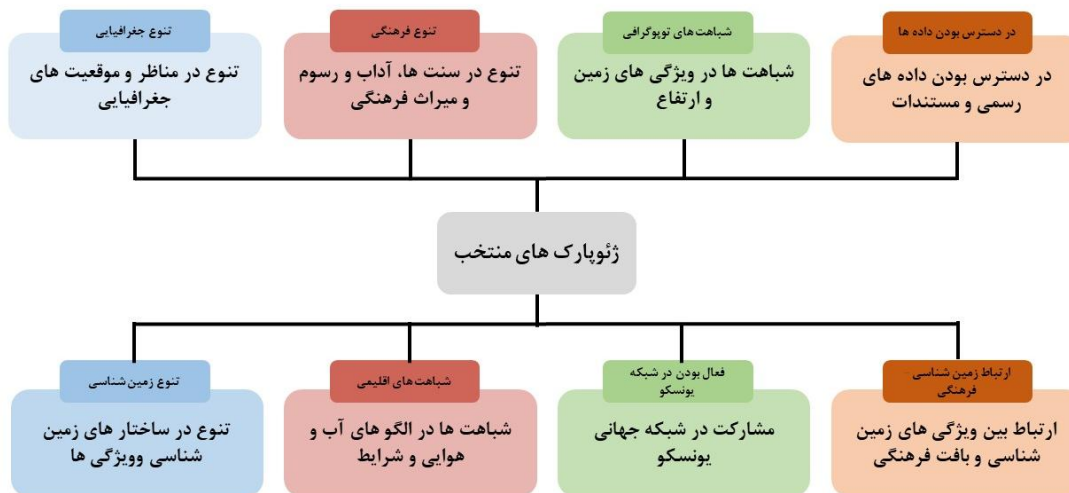 در دسترس بودن داده ها
در دسترس بودن داده های
رسمی و مستندات
شباهت های توپوگرافی
شباهت ها در ویژگی های زمین
و ارتفاع
تنوع فرهنگی
تنوع در سنت ها، آداب و رسوم
و میراث فرهنگی
تنوع جغرافیایی
تنوع در مناظر و موقعیت های
جغرافیایی
ژئوپارک های منتخب
ارتباط زمین شناسی -
فرهنگی
ارتباط بین ویژگی های زمین
شناسی و بافت فرهنگی
فعال بودن در شبکه
یونسکو
مشارکت در شبکه جهانی
یونسکو
شباهت های اقلیمی
شباهت ها در الگو های آب و
هوایی و شرایط
تنوع زمین شناسی
تنوع در ساختار های زمین
شناسی وویژگی ها